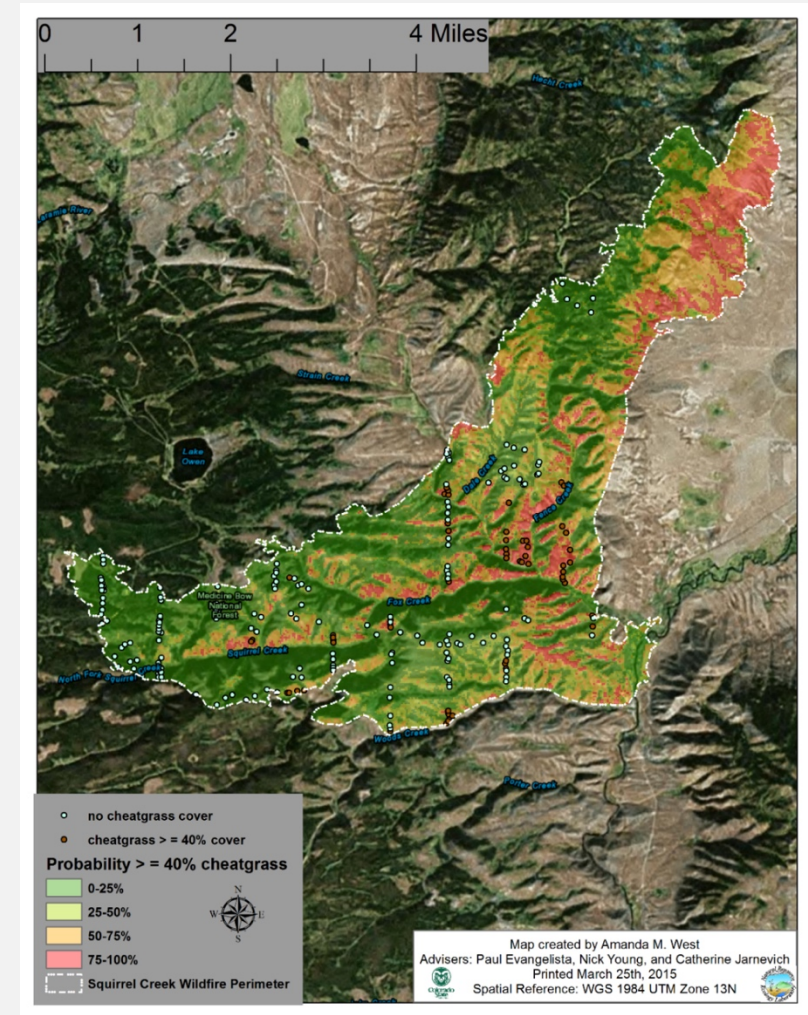 0 1 2 4 Miles
Hecht Creek
Laramie River
Strain Creek
Lake
Owen
Dale Creek
Fence Creek
Medicine Bow
National
Forest
Fox Creek
Squirrel Creek
North Fork Squirrel Creek
Woods Creek
Porter Creek
no cheatgrass cover
cheatgrass > = 40% cover
Probability > = 40% cheatgrass
0-25%
25-50%
50-75%
75-100%
N
W E
S
Squirrel Creek Wildfire Perimeter
Map created by Amanda M. West
Advisers: Paul Evangelista, Nick Young, and Catherine Jarnevich
Printed March 25th, 2015
Spatial Reference: WGS 1984 UTM Zone 13N
Colorado
State